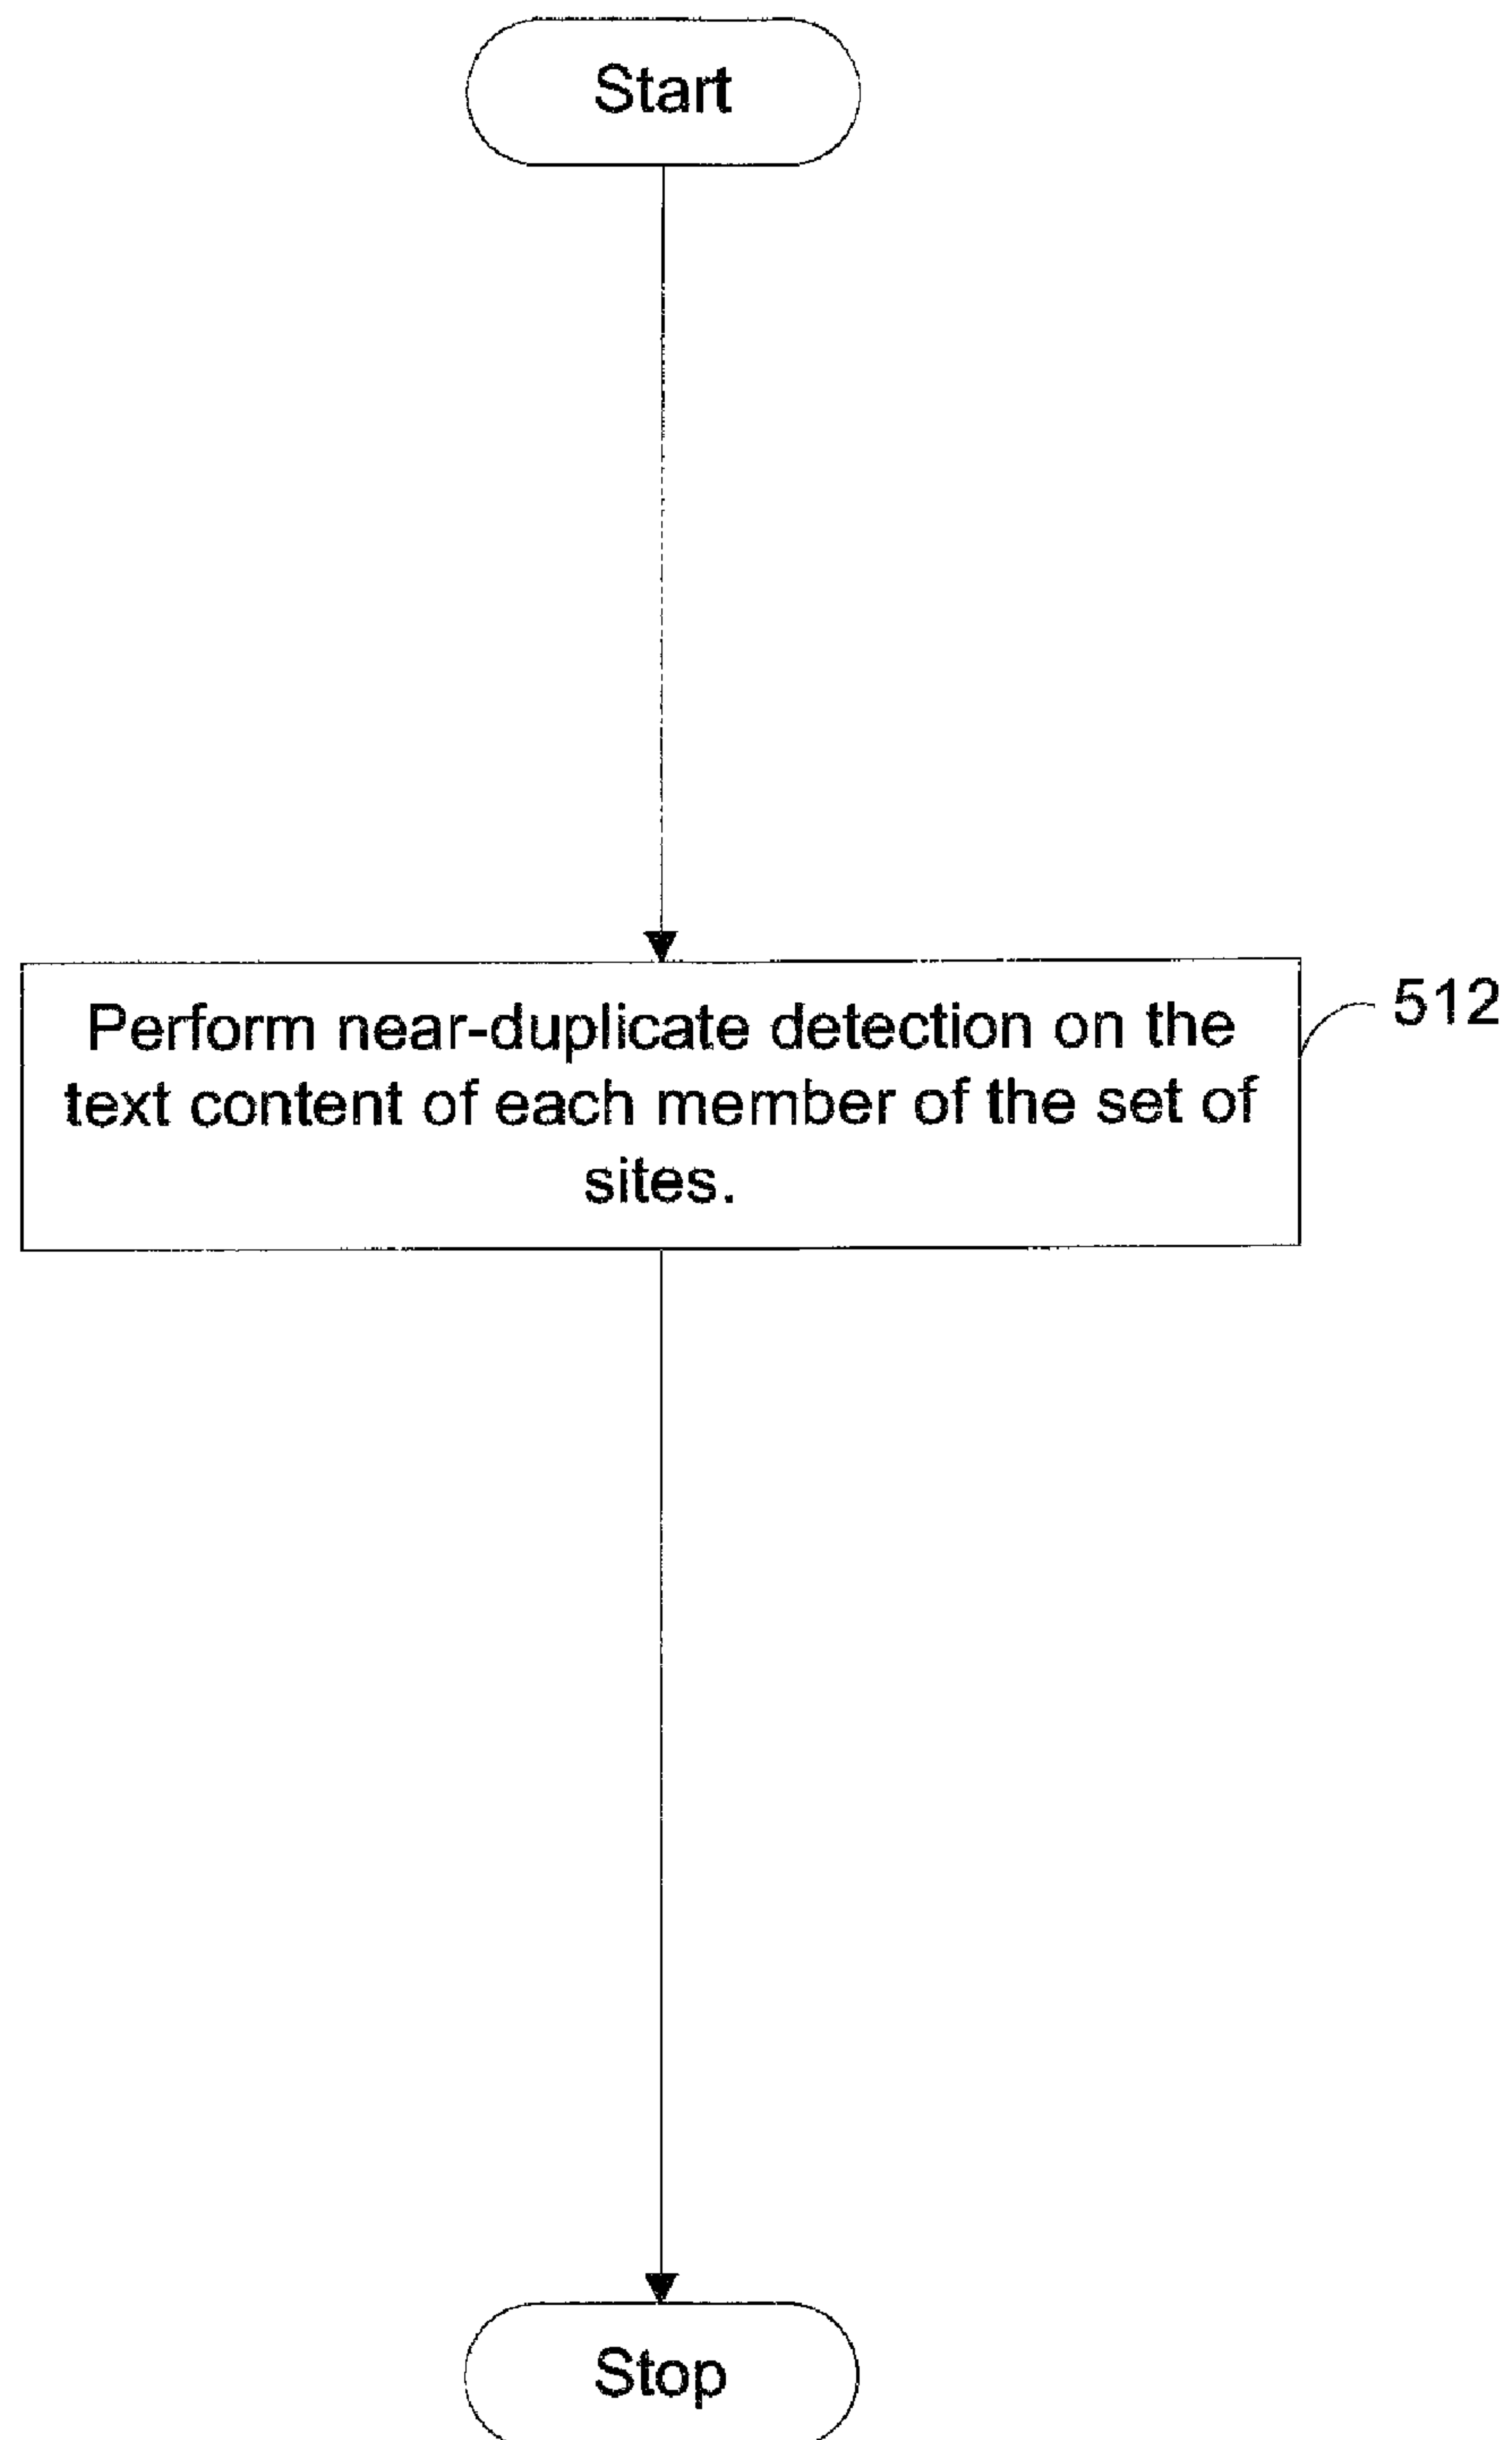 Start
Perform near-duplicate detection on the
text content of each member of the set of
sites.
512
Stop